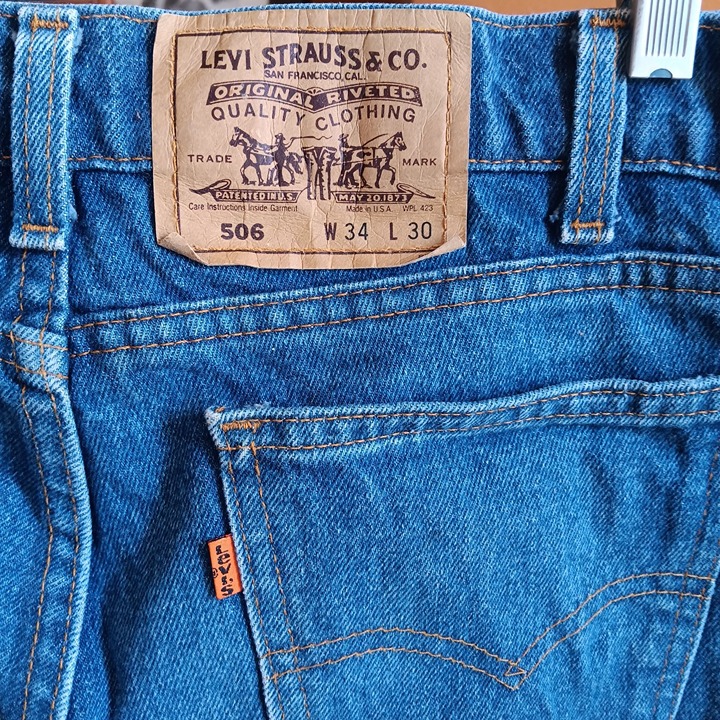 LEVI STRAUSS & CO.
SAN FRANCISCO, CAL.
ORIGINAL RIVETED
QUALITY CLOTHING
TRADE MARK
PATENTED IN U.S. MAY 20 1873
Care Instructions Inside Garment Made in U.S.A. WPL 423
506 W 34 L 30
LEVI'S ®